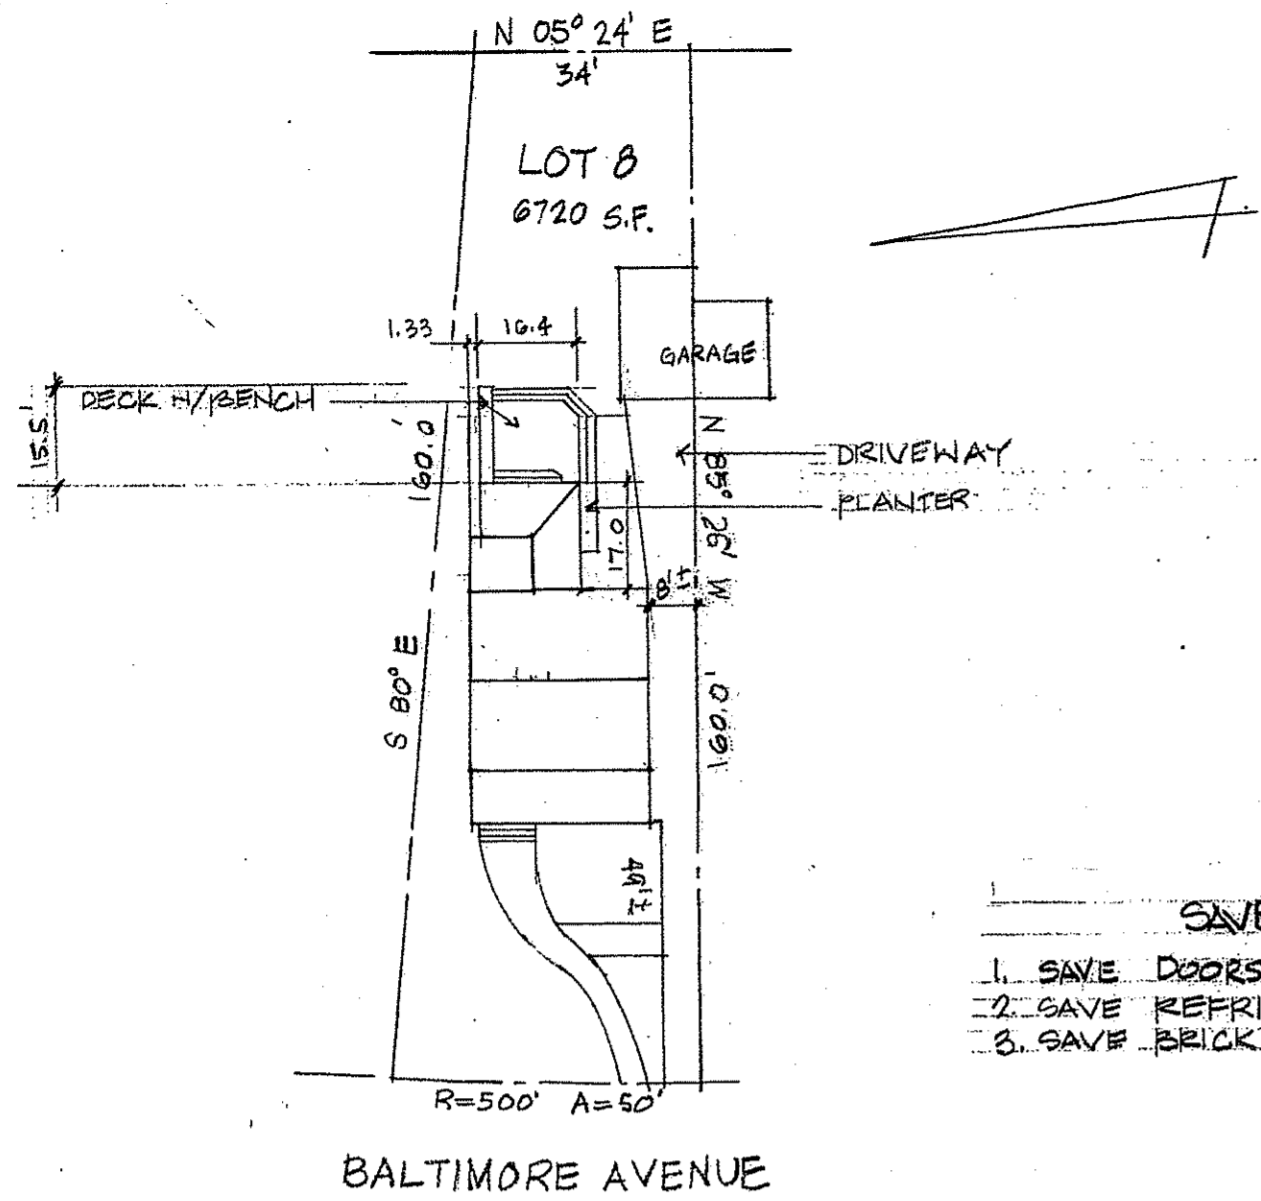 N 05° 24' E
34'
LOT 8
6720 S.F.
1.33
16.4
GARAGE
DECK W/BENCH
15.5'
160.0'
DRIVEWAY
PLANTER
N 85° 26' W
17.0
8'±
S 80° E
160.0'
49'±
SAVE
1. SAVE DOORS
2. SAVE REFRI
3. SAVE BRICK
R=500' A=50'
BALTIMORE AVENUE